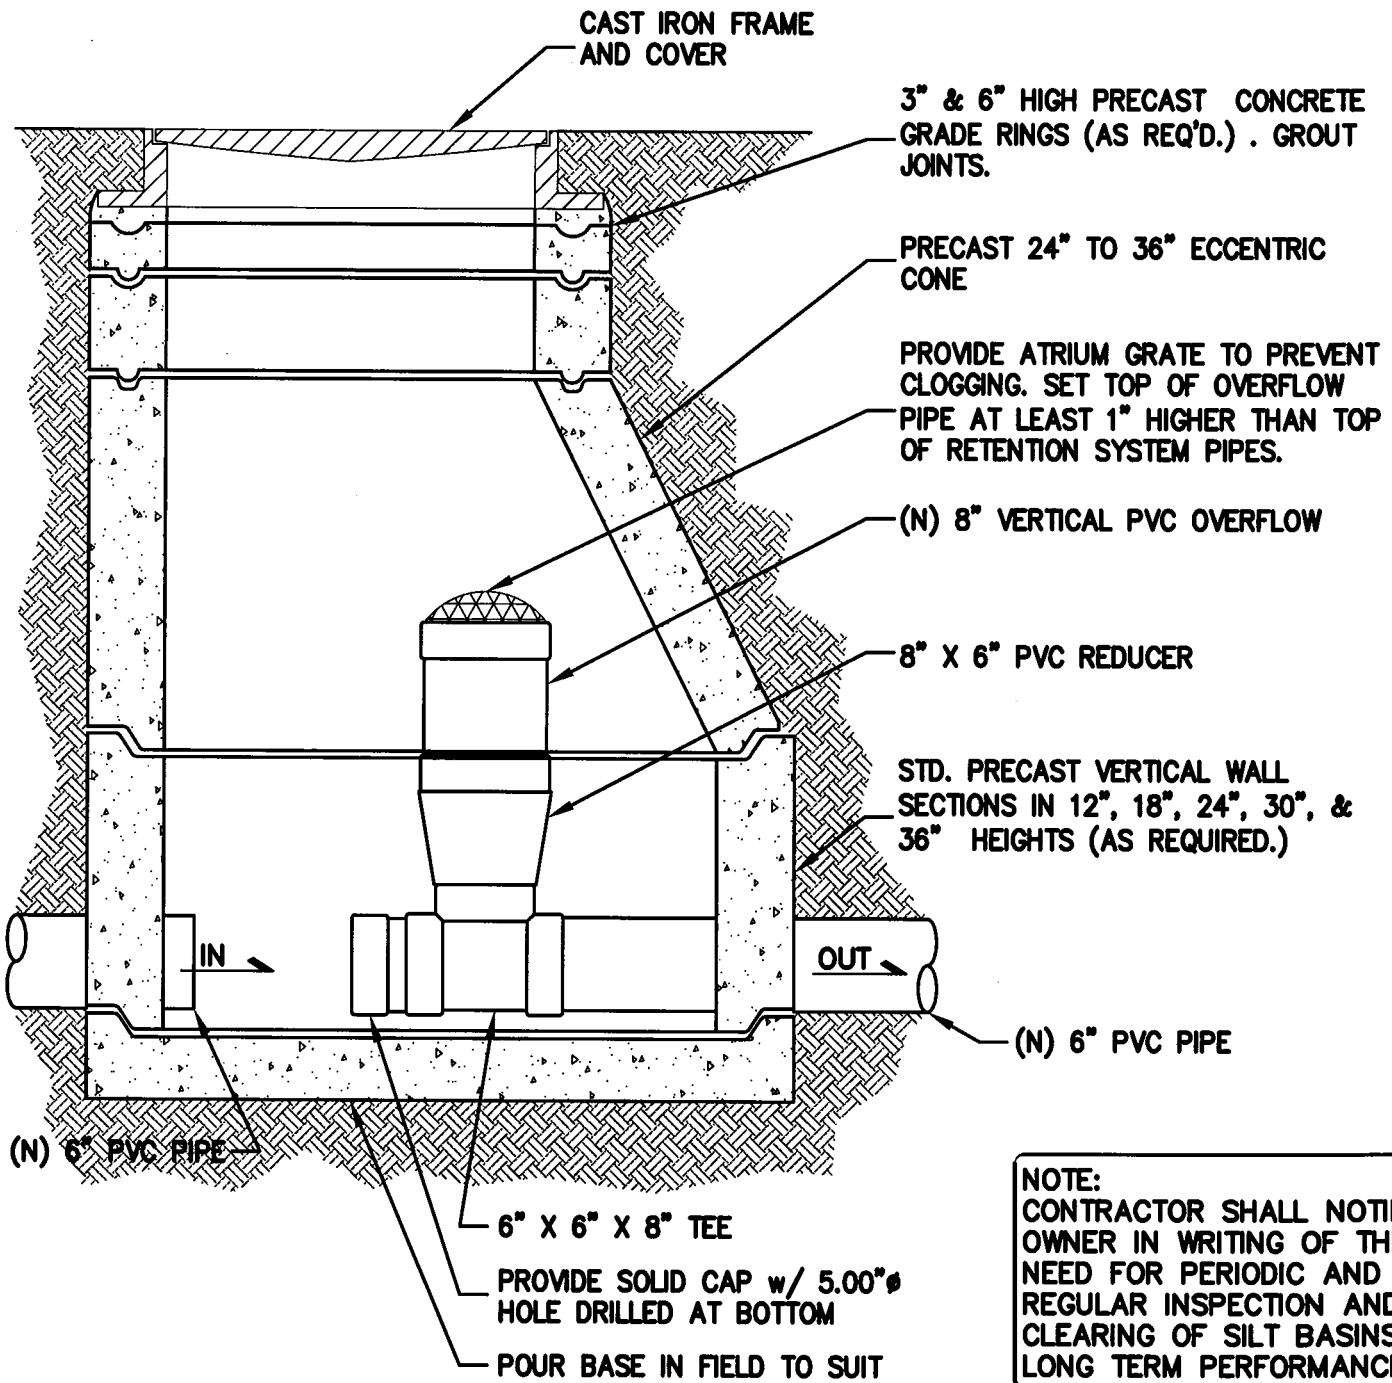 CAST IRON FRAME
AND COVER
3" & 6" HIGH PRECAST CONCRETE
GRADE RINGS (AS REQ'D.) . GROUT
JOINTS.
PRECAST 24" TO 36" ECCENTRIC
CONE
PROVIDE ATRIUM GRATE TO PREVENT
CLOGGING. SET TOP OF OVERFLOW
PIPE AT LEAST 1" HIGHER THAN TOP
OF RETENTION SYSTEM PIPES.
(N) 8" VERTICAL PVC OVERFLOW
8" X 6" PVC REDUCER
STD. PRECAST VERTICAL WALL
SECTIONS IN 12", 18", 24", 30", &
36" HEIGHTS (AS REQUIRED.)
IN
OUT
(N) 6" PVC PIPE
(N) 6" PVC PIPE
6" X 6" X 8" TEE
PROVIDE SOLID CAP w/ 5.00"ø
HOLE DRILLED AT BOTTOM
POUR BASE IN FIELD TO SUIT
NOTE:
CONTRACTOR SHALL
OWNER IN WRITING OF
NEED FOR PERIODIC AND
REGULAR INSPECTION AND
CLEARING OF SILT BASINS
LONG TERM PERFORMANCE